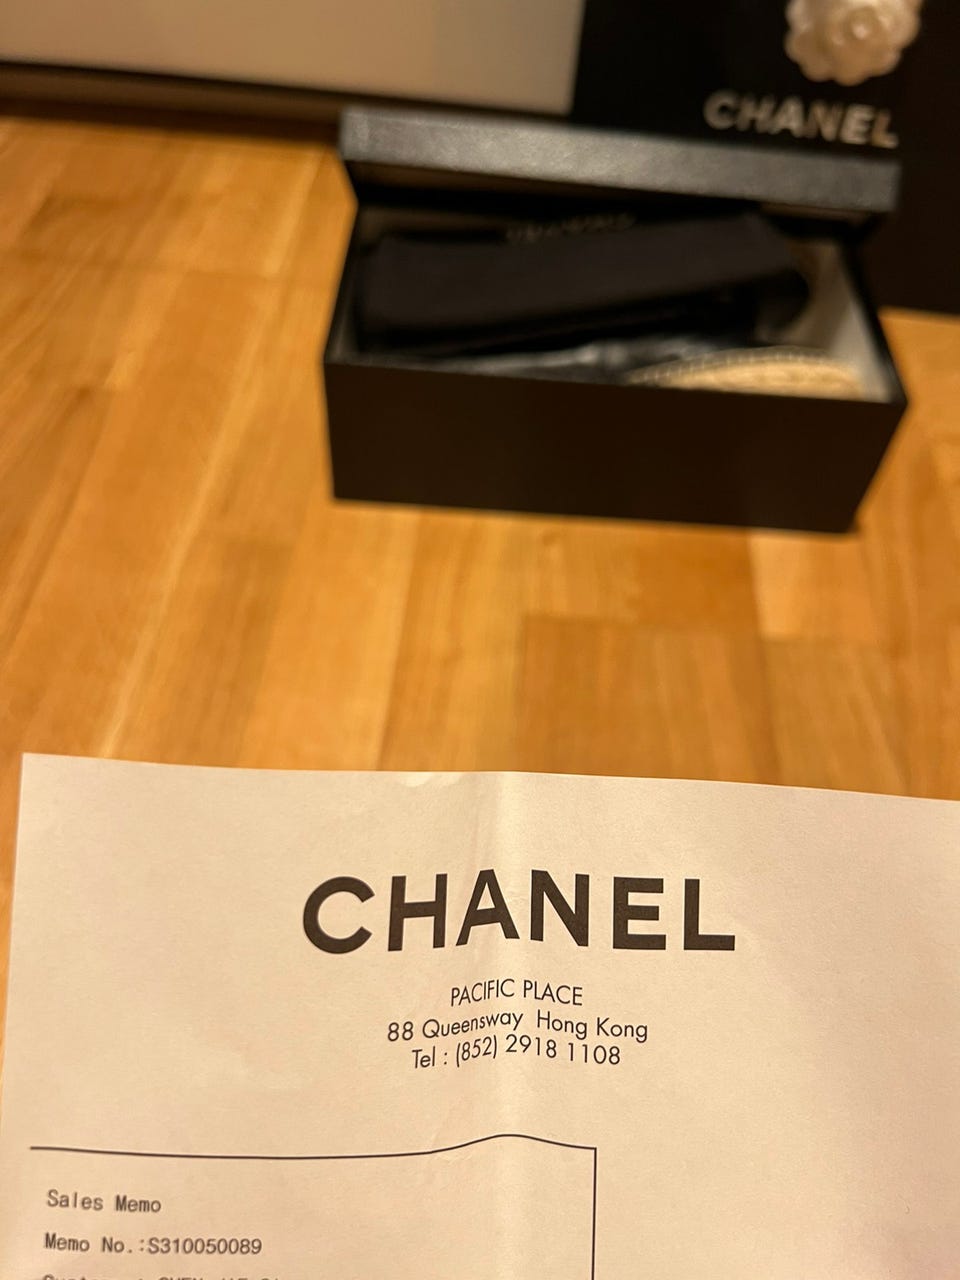 CHANEL
CHANEL
PACIFIC PLACE
88 Queensway Hong Kong
Tel : (852) 2918 1108
Sales Memo
Memo No.:S310050089